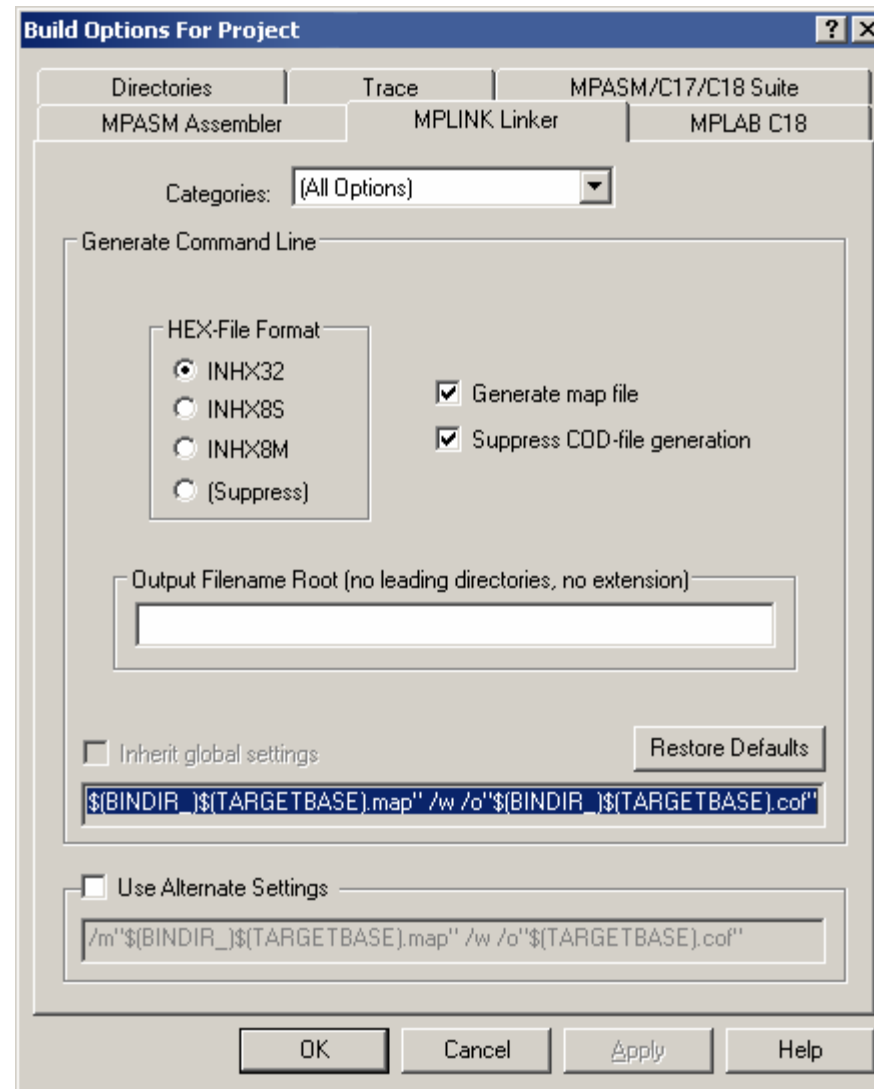 Build Options For Project
Directories Trace MPASM/C17/C18 Suite
MPASM Assembler MPLINK Linker MPLAB C18
Categories: (All Options)
Generate Command Line
HEX-File Format
INHX32
INHX8S
INHX8M
(Suppress)
Generate map file
Suppress COD-file generation
Output Filename Root (no leading directories, no extension)
Inherit global settings
Restore Defaults
$(BINDIR_)$(TARGETBASE).map" /w /o"$(BINDIR_)$(TARGETBASE).cof"
Use Alternate Settings
/m"$(BINDIR_)$(TARGETBASE).map" /w /o"$(TARGETBASE).cof"
OK Cancel Apply Help